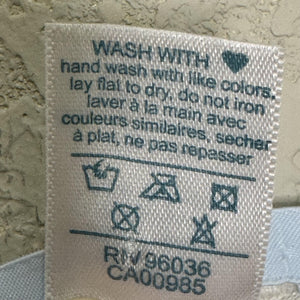 WASH WITH ♥
hand wash with like colors,
lay flat to dry, do not iron
laver à la main avec
couleurs similaires, secher
à plat, ne pas repasser
RN 96036
CA00985